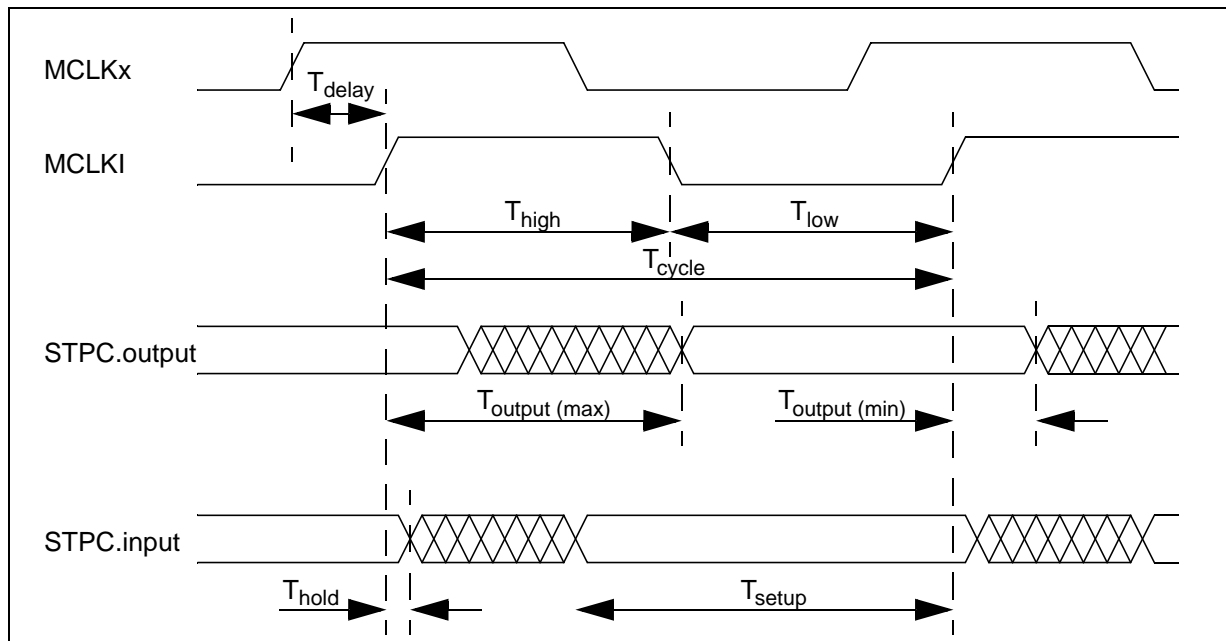 MCLKx
Tdelay
MCLKI
Thigh
Tlow
Tcycle
STPC.output
Toutput (max)
Toutput (min)
STPC.input
Thold
Tsetup